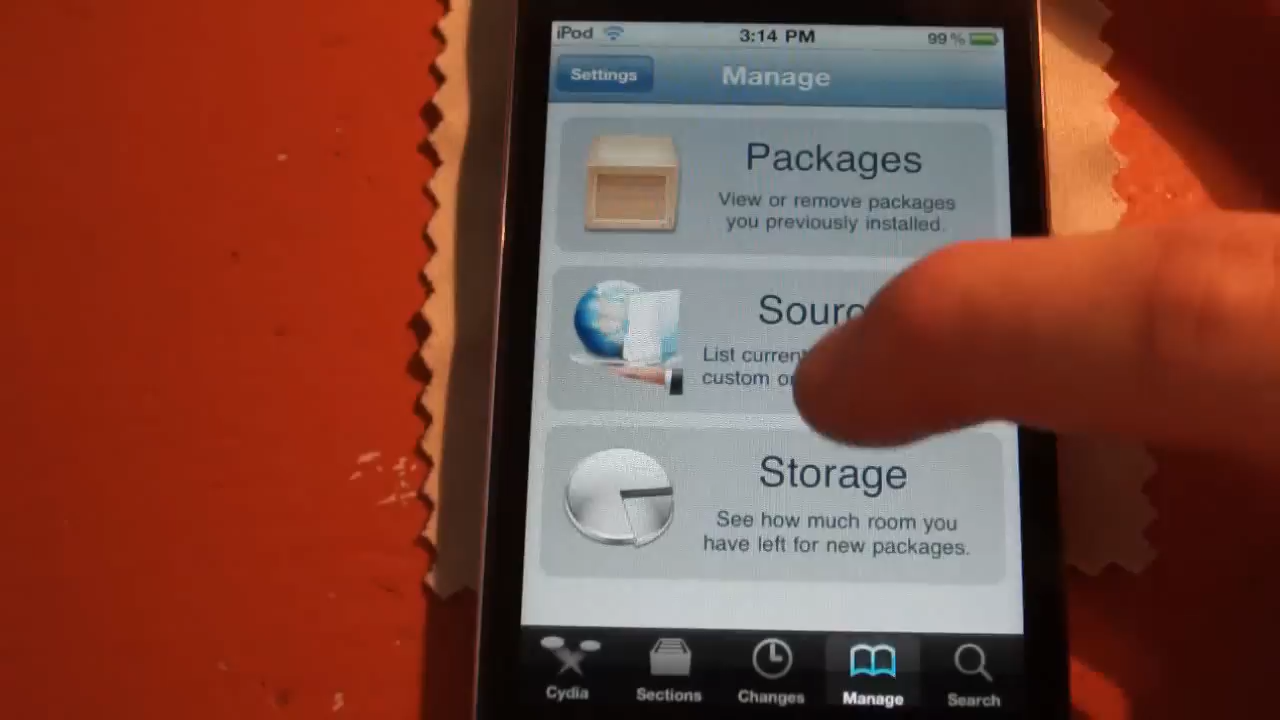 iPod 3:14 PM 99%
Settings Manage
Packages
View or remove packages
you previously installed.
List current
custom
Storage
See how much room you
have left for new packages.
Cydia Sections Changes Manage Search